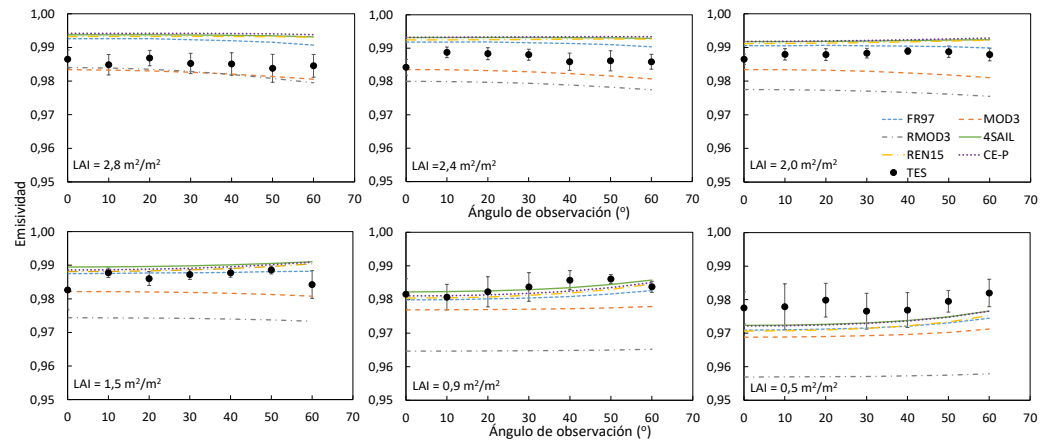 1,00
0,99
0,98
0,97
0,96
0,95
LAI = 2,8 m²/m²
0 10 20 30 40 50 60 70
1,00
0,99
0,98
0,97
0,96
0,95
LAI =2,4 m²/m²
0 10 20 30 40 50 60 70
1,00
0,99
0,98
0,97
0,96
0,95
FR97 MOD3
RMOD3 4SAIL
REN15 CE-P
TES
LAI = 2,0 m²/m²
0 10 20 30 40 50 60 70
Ángulo de observación (º)
Emisividad
1,00
0,99
0,98
0,97
0,96
0,95
LAI = 1,5 m²/m²
0 10 20 30 40 50 60 70
1,00
0,99
0,98
0,97
0,96
0,95
LAI = 0,9 m²/m²
0 10 20 30 40 50 60 70
1,00
0,99
0,98
0,97
0,96
0,95
LAI = 0,5 m²/m²
0 10 20 30 40 50 60 70
Ángulo de observación (º)